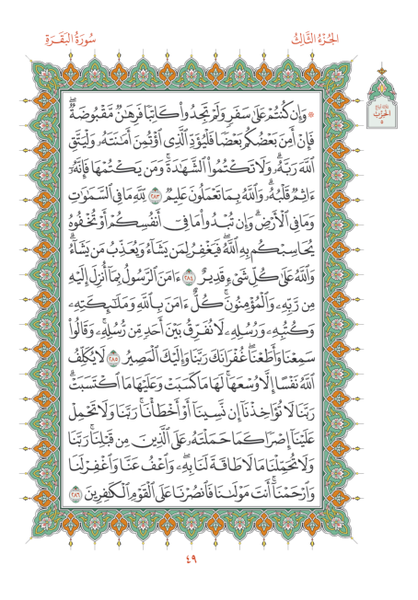 الجُزْءُ الثَّالِثُ
سُورَةُ البَقَرَةِ
۞ وَإِن كُنتُمْ عَلَىٰ سَفَرٍ وَلَمْ تَجِدُوا۟ كَاتِبًا فَرِهَٰنٌ مَّقْبُوضَةٌ ۖ
فَإِنْ أَمِنَ بَعْضُكُم بَعْضًا فَلْيُؤَدِّ ٱلَّذِى ٱؤْتُمِنَ أَمَٰنَتَهُۥ وَلْيَتَّقِ
ٱللَّهَ رَبَّهُۥ ۗ وَلَا تَكْتُمُوا۟ ٱلشَّهَٰدَةَ ۚ وَمَن يَكْتُمْهَا فَإِنَّهُۥٓ
ءَاثِمٌ قَلْبُهُۥ ۗ وَٱللَّهُ بِمَا تَعْمَلُونَ عَلِيمٌ ٢٨٣ لِّلَّهِ مَا فِى ٱلسَّمَٰوَٰتِ
وَمَا فِى ٱلْأَرْضِ ۗ وَإِن تُبْدُوا۟ مَا فِىٓ أَنفُسِكُمْ أَوْ تُخْفُوهُ
يُحَاسِبْكُم بِهِ ٱللَّهُ ۖ فَيَغْفِرُ لِمَن يَشَآءُ وَيُعَذِّبُ مَن يَشَآءُ ۗ
وَٱللَّهُ عَلَىٰ كُلِّ شَىْءٍ قَدِيرٌ ٢٨٤ ءَامَنَ ٱلرَّسُولُ بِمَآ أُنزِلَ إِلَيْهِ
مِن رَّبِّهِۦ وَٱلْمُؤْمِنُونَ ۚ كُلٌّ ءَامَنَ بِٱللَّهِ وَمَلَٰٓئِكَتِهِۦ
وَكُتُبِهِۦ وَرُسُلِهِۦ لَا نُفَرِّقُ بَيْنَ أَحَدٍ مِّن رُّسُلِهِۦ ۚ وَقَالُوا۟
سَمِعْنَا وَأَطَعْنَا ۖ غُفْرَانَكَ رَبَّنَا وَإِلَيْكَ ٱلْمَصِيرُ ٢٨٥ لَا يُكَلِّفُ
ٱللَّهُ نَفْسًا إِلَّا وُسْعَهَا ۚ لَهَا مَا كَسَبَتْ وَعَلَيْهَا مَا ٱكْتَسَبَتْ ۗ
رَبَّنَا لَا تُؤَاخِذْنَآ إِن نَّسِينَآ أَوْ أَخْطَأْنَا ۚ رَبَّنَا وَلَا تَحْمِلْ
عَلَيْنَآ إِصْرًا كَمَا حَمَلْتَهُۥ عَلَى ٱلَّذِينَ مِن قَبْلِنَا ۚ رَبَّنَا
وَلَا تُحَمِّلْنَا مَا لَا طَاقَةَ لَنَا بِهِۦ ۖ وَٱعْفُ عَنَّا وَٱغْفِرْ لَنَا
وَٱرْحَمْنَآ ۚ أَنتَ مَوْلَىٰنَا فَٱنصُرْنَا عَلَى ٱلْقَوْمِ ٱلْكَٰفِرِينَ ٢٨٦
٤٩